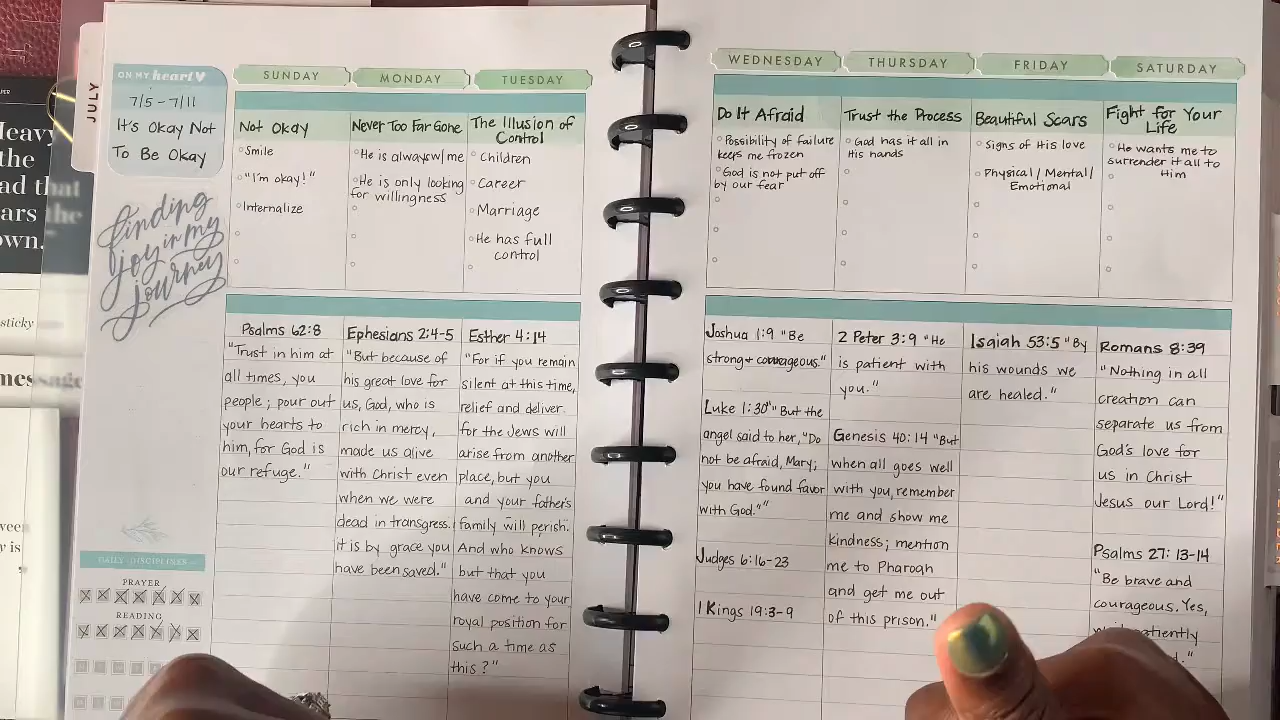 JULY
ON MY heart
7/5 - 7/11
It's Okay Not
To Be Okay
finding
joy in my
journey
DAILY DISCIPLINES
PRAYER
READING
SUNDAY
Not Okay
Smile
"I'm okay!"
Internalize
Psalms 62:8
"Trust in him at
all times, you
people; pour out
your hearts to
him, for God is
our refuge."
MONDAY
Never Too Far Gone
He is always w/ me
He is only looking
for willingness
Ephesians 2:4-5
"But because of
his great love for
us, God, who is
rich in mercy,
made us alive
with Christ even
when we were
dead in transgress.
it is by grace you
have been saved."
TUESDAY
The Illusion of
Control
Children
Career
Marriage
He has full
control
Esther 4:14
"For if you remain
silent at this time,
relief and deliver.
for the Jews will
arise from another
place, but you
and your father's
family will perish.
And who knows
but that you
have come to your
royal position for
such a time as
this?"
WEDNESDAY
Do It Afraid
Possibility of failure
keeps me frozen
God is not put off
by our fear
Joshua 1:9 "Be
strong + courageous."
Luke 1:30 "But the
angel said to her, "Do
not be afraid, Mary;
you have found favor
with God.""
Judges 6:16-23
1 Kings 19:3-9
THURSDAY
Trust the Process
God has it all in
His hands
2 Peter 3:9 "He
is patient with
you."
Genesis 40:14 "But
when all goes well
with you, remember
me and show me
kindness; mention
me to Pharoah
and get me out
of this prison."
FRIDAY
Beautiful Scars
Signs of His love
Physical / Mental /
Emotional
Isaiah 53:5 "By
his wounds we
are healed."
SATURDAY
Fight for Your
Life
He wants me to
surrender it all to
Him
Romans 8:39
"Nothing in all
creation can
separate us from
God's love for
us in Christ
Jesus our Lord!"
Psalms 27: 13-14
"Be brave and
courageous. Yes,
patiently
Heavy
the
ad that
ears
own.
sticky